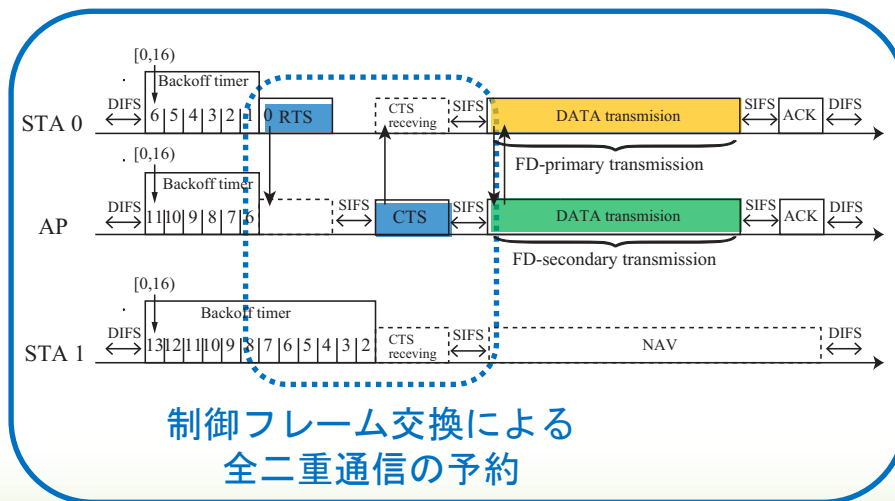 [0,16)
Backoff timer
DIFS
6 5 4 3 2 1 0
RTS
CTS
receving
SIFS
DATA transmision
SIFS
ACK
DIFS
STA 0
FD-primary transmission
[0,16)
Backoff timer
DIFS
11 10 9 8 7 6
SIFS
CTS
SIFS
DATA transmision
SIFS
ACK
DIFS
AP
FD-secondary transmission
[0,16)
Backoff timer
DIFS
13 12 11 10 9 8 7 6 5 4 3 2
CTS
receving
SIFS
NAV
DIFS
STA 1
制御フレーム交換による
全二重通信の予約